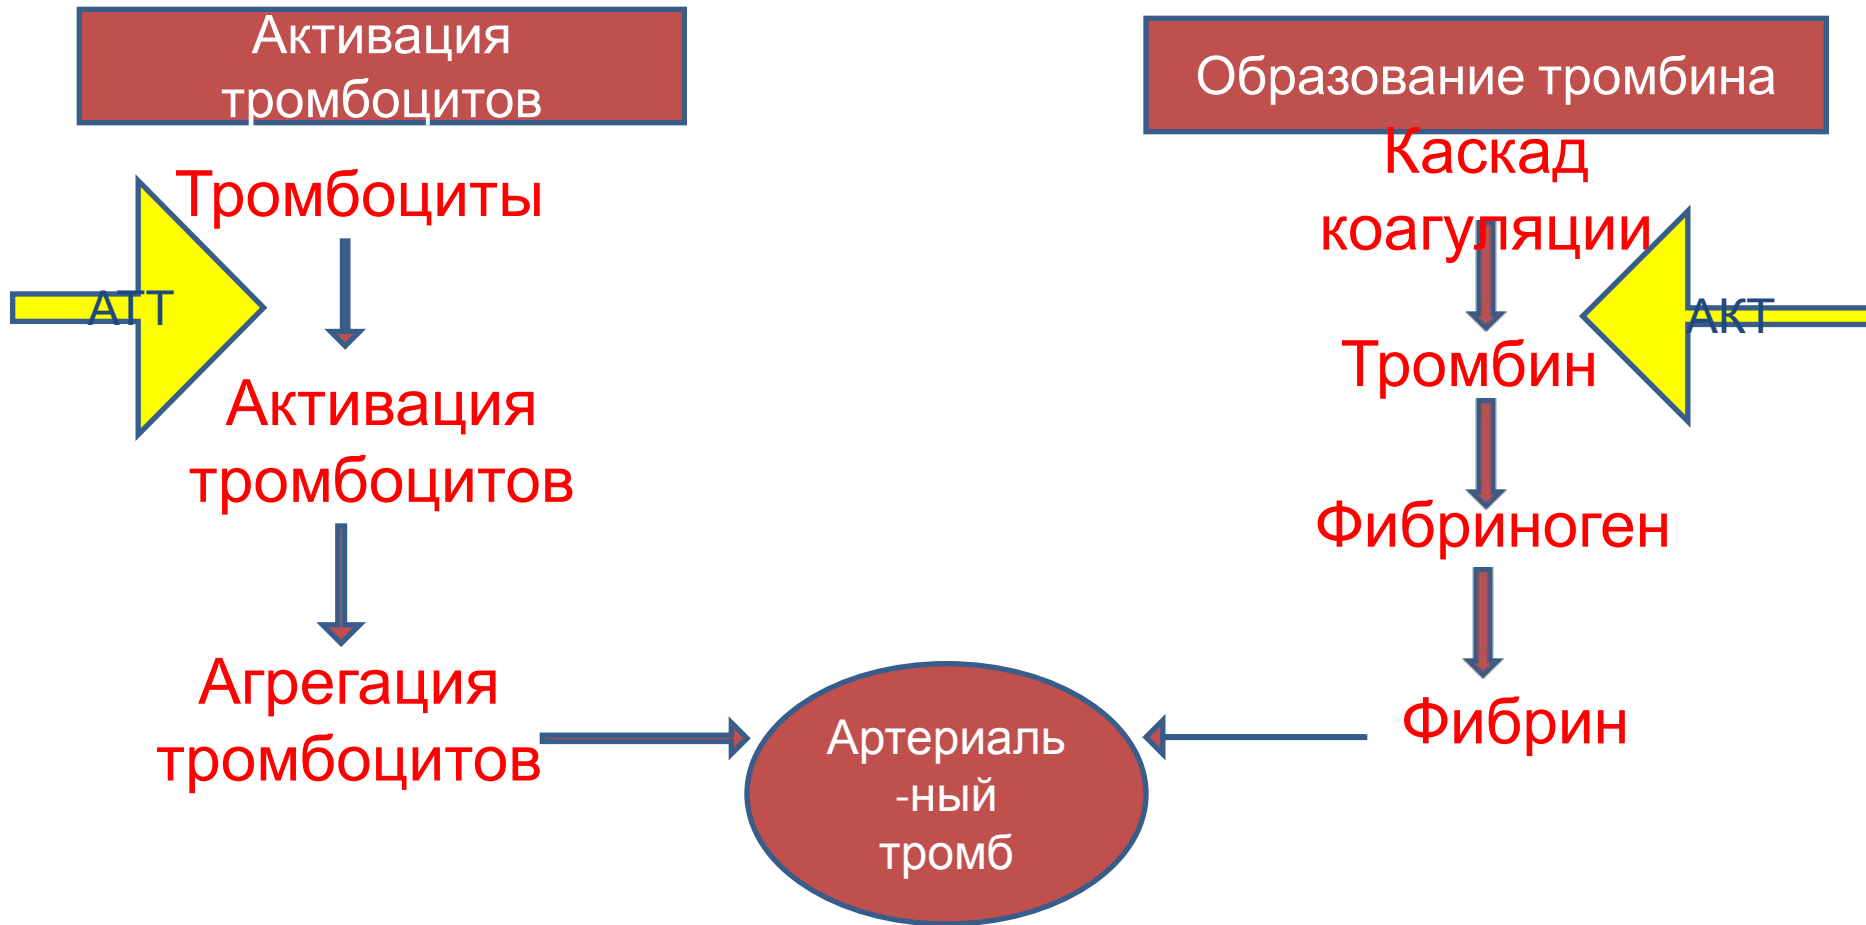 Активация
тромбоцитов
Тромбоциты
АТТ
Активация
тромбоцитов
Агрегация
тромбоцитов
Образование тромбина
Каскад
коагуляции
АКТ
Тромбин
Фибриноген
Фибрин
Артериаль
-ный
тромб